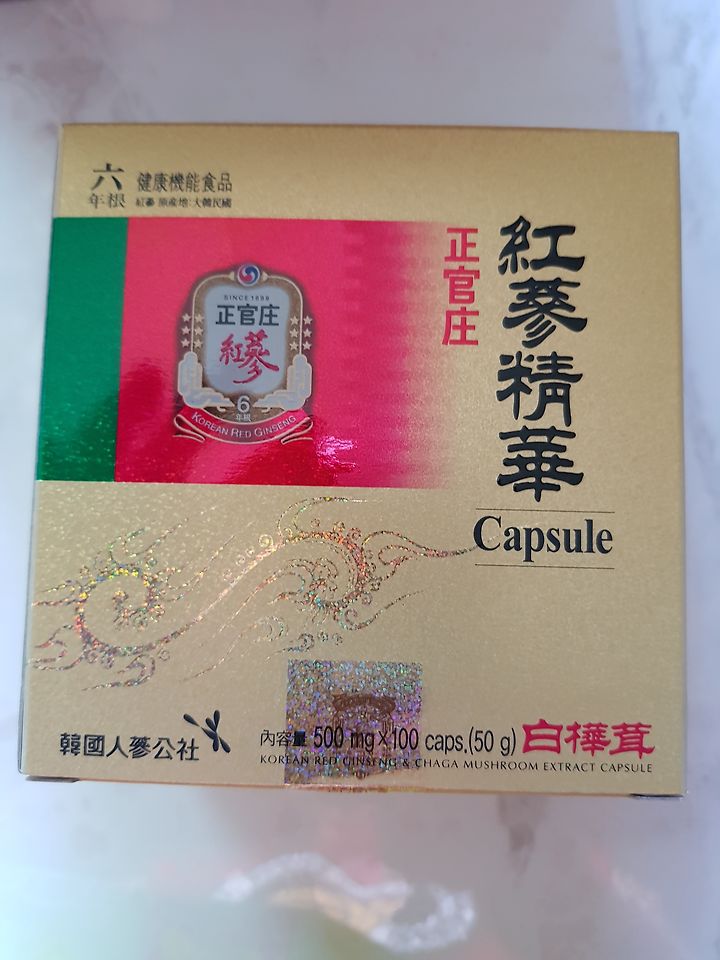 六
年根
健康機能食品
紅蔘 原産地:大韓民國
SINCE 1899
正官庄
紅蔘
6
年根
KOREAN RED GINSENG
正官庄
紅蔘精華
Capsule
韓國人蔘公社
內容量 500 mg x 100 caps.(50 g) 白樺茸
KOREAN RED GINSENG & CHAGA MUSHROOM EXTRACT CAPSULE